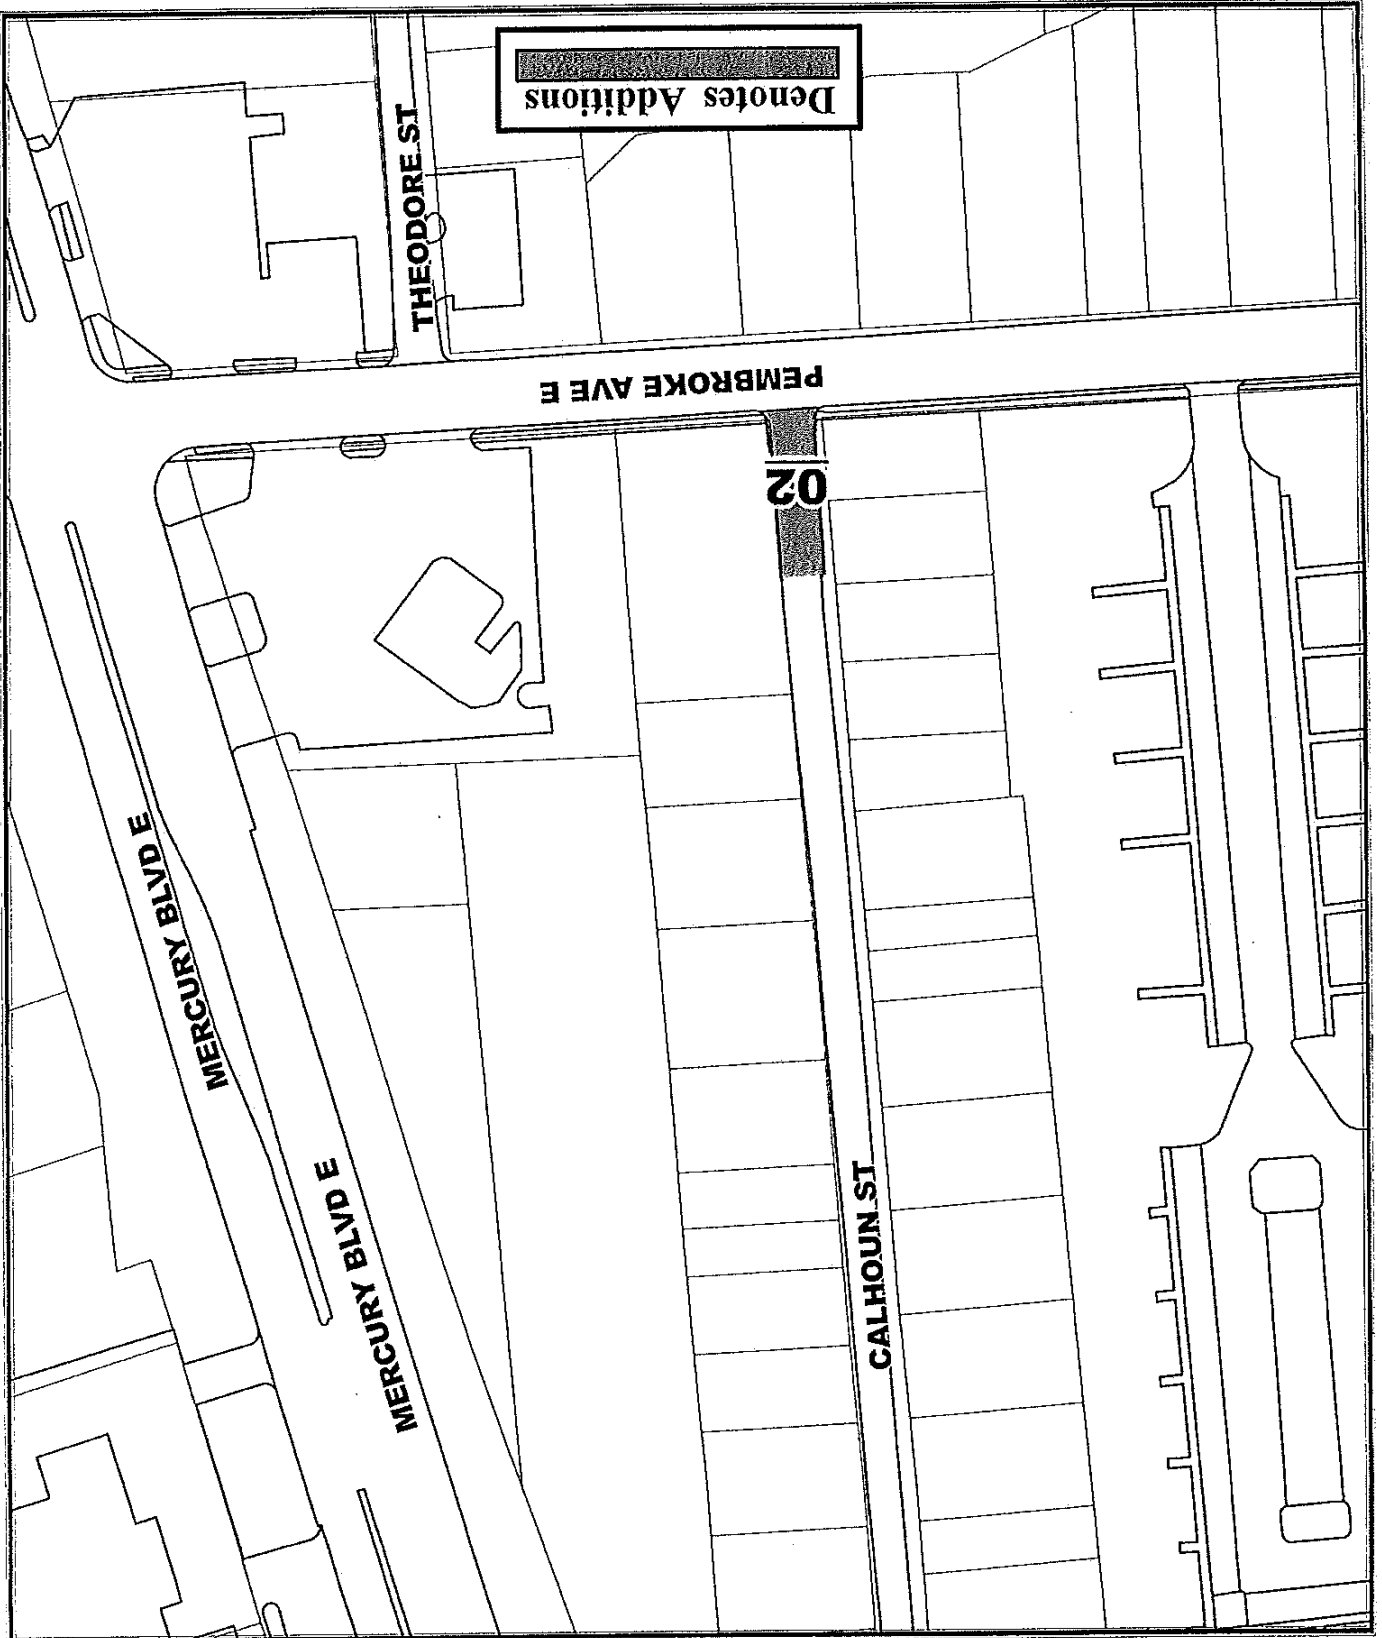 Denotes Additions
THEODORE ST
PEMBROKE AVE E
02
MERCURY BLVD E
MERCURY BLVD E
CALHOUN ST